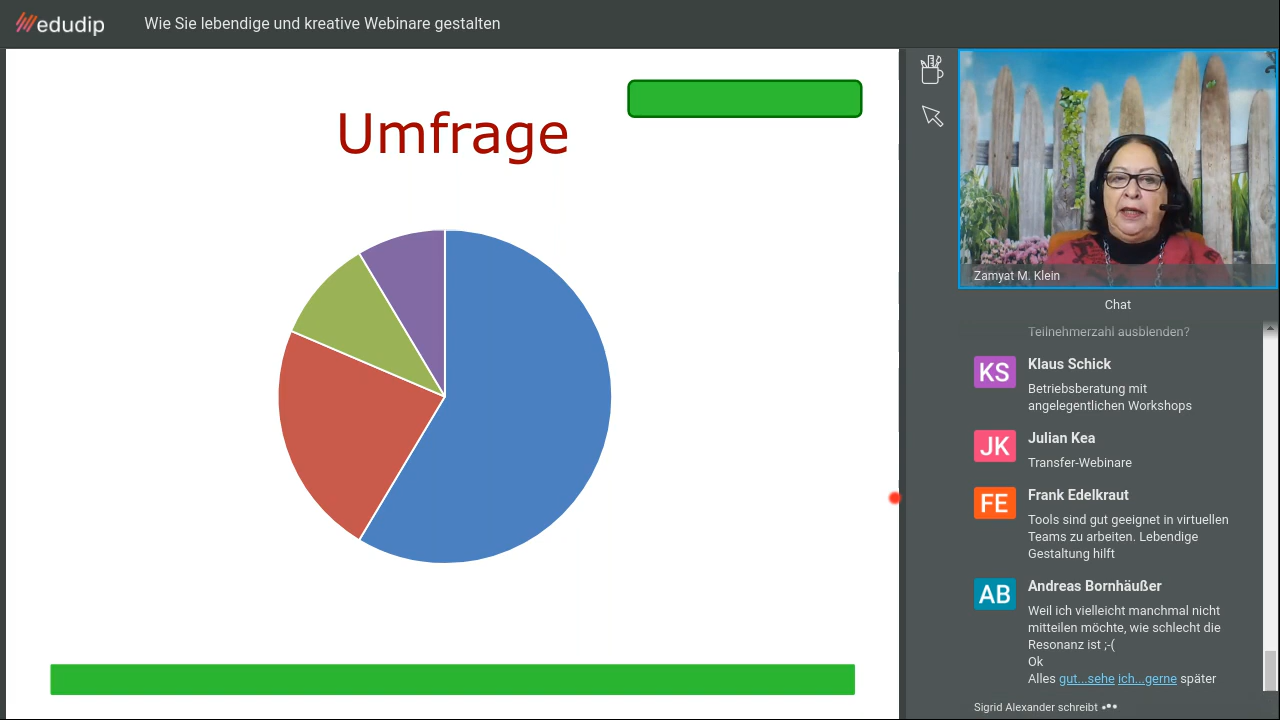 edudip
Wie Sie lebendige und kreative Webinare gestalten
Umfrage
Zamyat M. Klein
Chat
Teilnehmerzahl ausblenden?
KS
Klaus Schick
Betriebsberatung mit
angelegentlichen Workshops
JK
Julian Kea
Transfer-Webinare
FE
Frank Edelkraut
Tools sind gut geeignet in virtuellen
Teams zu arbeiten. Lebendige
Gestaltung hilft
AB
Andreas Bornhäußer
Weil ich vielleicht manchmal nicht
mitteilen möchte, wie schlecht die
Resonanz ist ;-(
Ok
Alles gut...sehe ich...gerne später
Sigrid Alexander schreibt